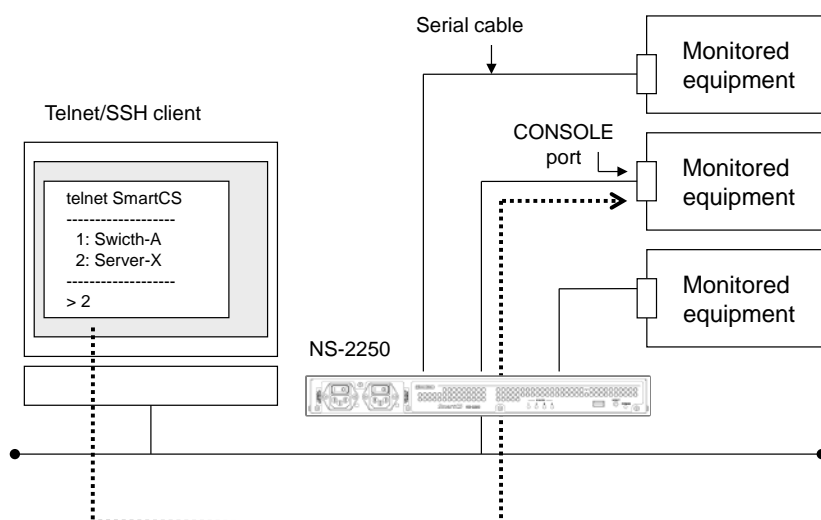 Serial cable
Monitored
equipment
Telnet/SSH client
CONSOLE
port
Monitored
equipment
telnet SmartCS
--------------------
1: Swicth-A
2: Server-X
--------------------
> 2
Monitored
equipment
NS-2250
SmartCS